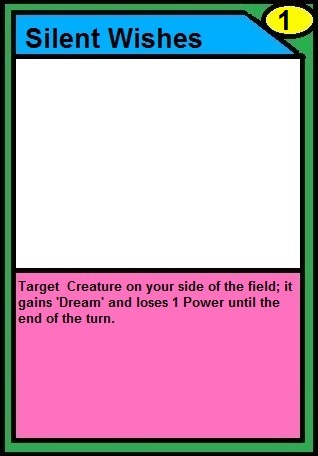 Silent Wishes
1
Target Creature on your side of the field; it
gains 'Dream' and loses 1 Power until the
end of the turn.